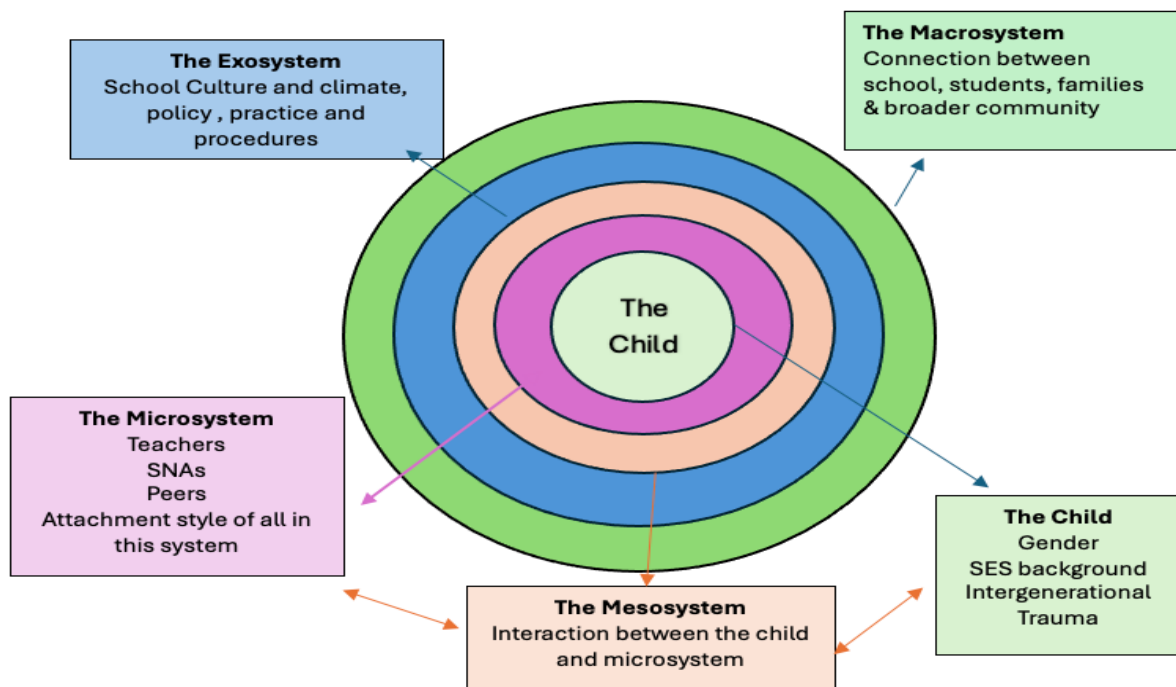 The Exosystem
School Culture and climate,
policy , practice and
procedures
The Macrosystem
Connection between
school, students, families
& broader community
The
Child
The Microsystem
Teachers
SNAs
Peers
Attachment style of all in
this system
The Mesosystem
Interaction between the child
and microsystem
The Child
Gender
SES background
Intergenerational
Trauma